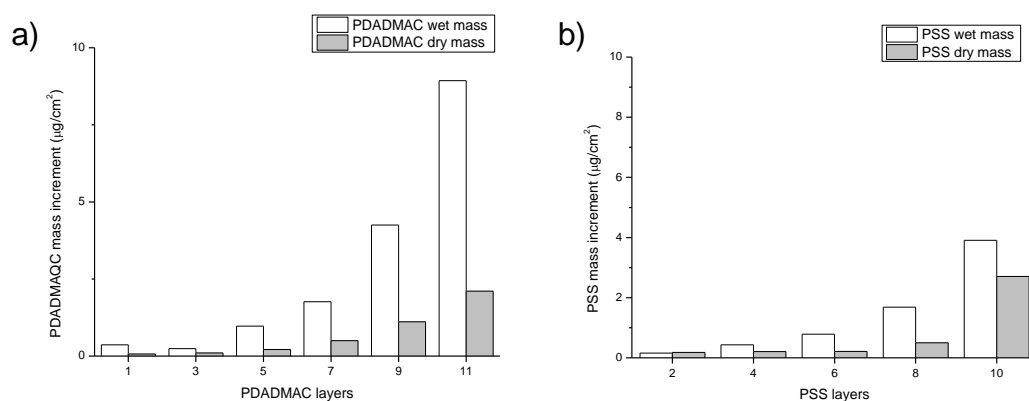 a)
PDADMAC wet mass
PDADMAC dry mass
10
5
0
PDADMAQC mass increment (µg/cm²)
1 3 5 7 9 11
PDADMAC layers
b)
PSS wet mass
PSS dry mass
10
8
6
4
2
0
PSS mass increment (µg/cm²)
2 4 6 8 10
PSS layers